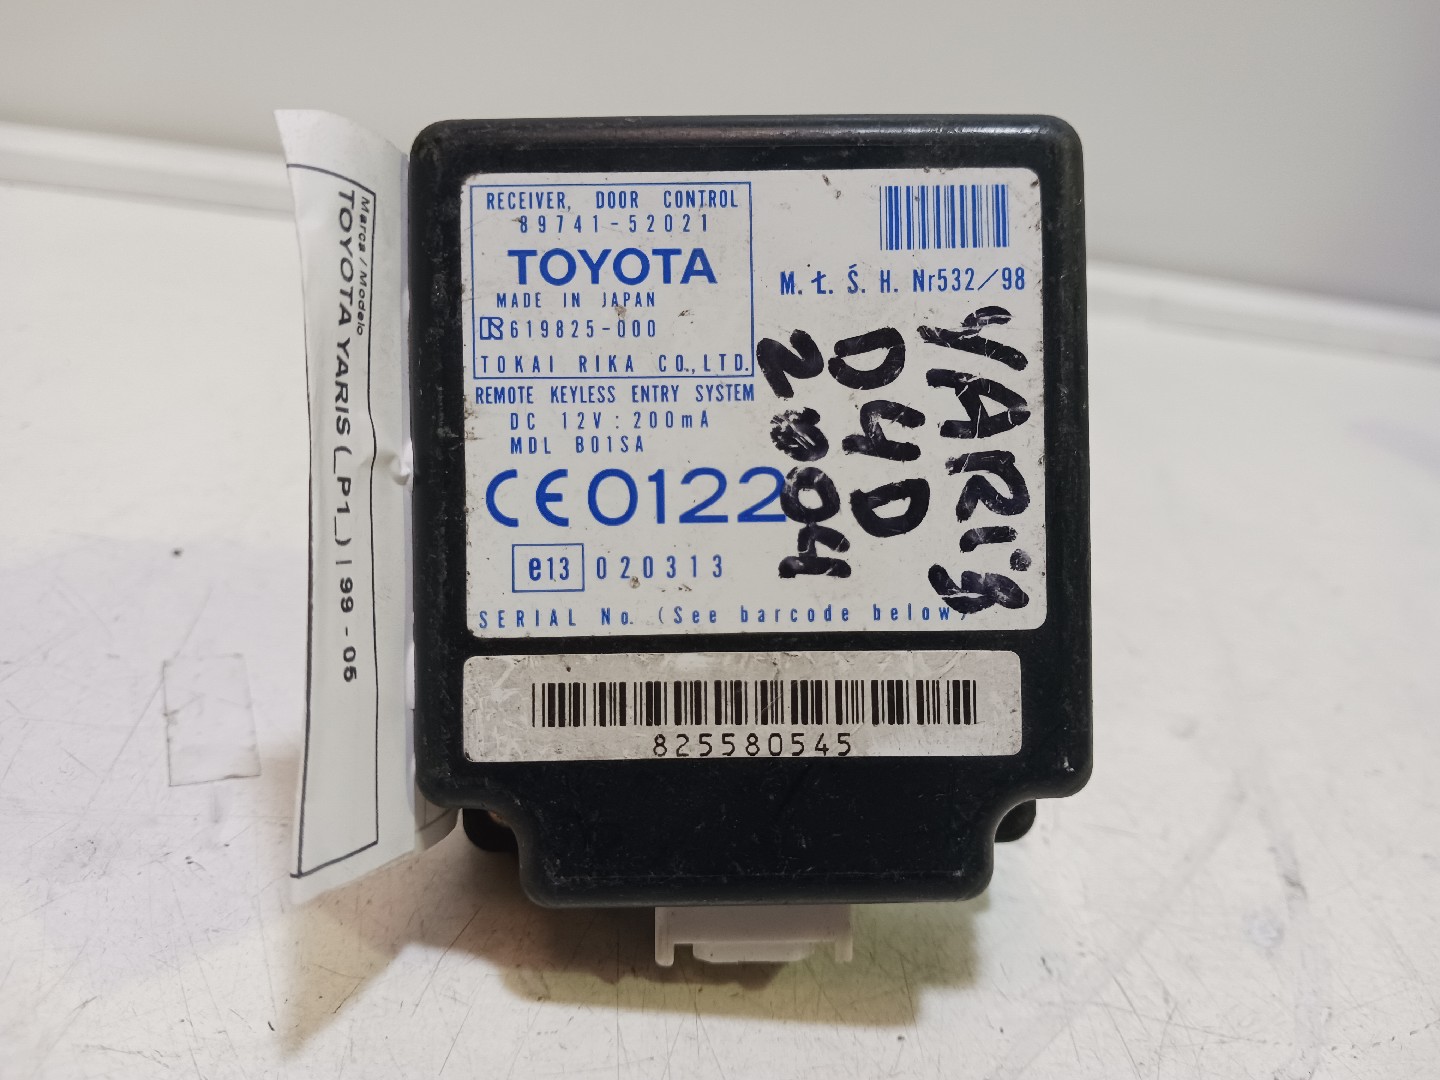 Marca / Modelo
TOYOTA YARIS (_P1_) | 99 - 05
RECEIVER, DOOR CONTROL
89741-52021
TOYOTA
MADE IN JAPAN
619825-000
TOKAI RIKA CO., LTD.
REMOTE KEYLESS ENTRY SYSTEM
DC 12V : 200mA
MDL B01SA
CE0122
e13 020313
SERIAL No. (See barcode below)
M. Ł. Ś. H. Nr532/98
YARiS
D4D
2004
825580545